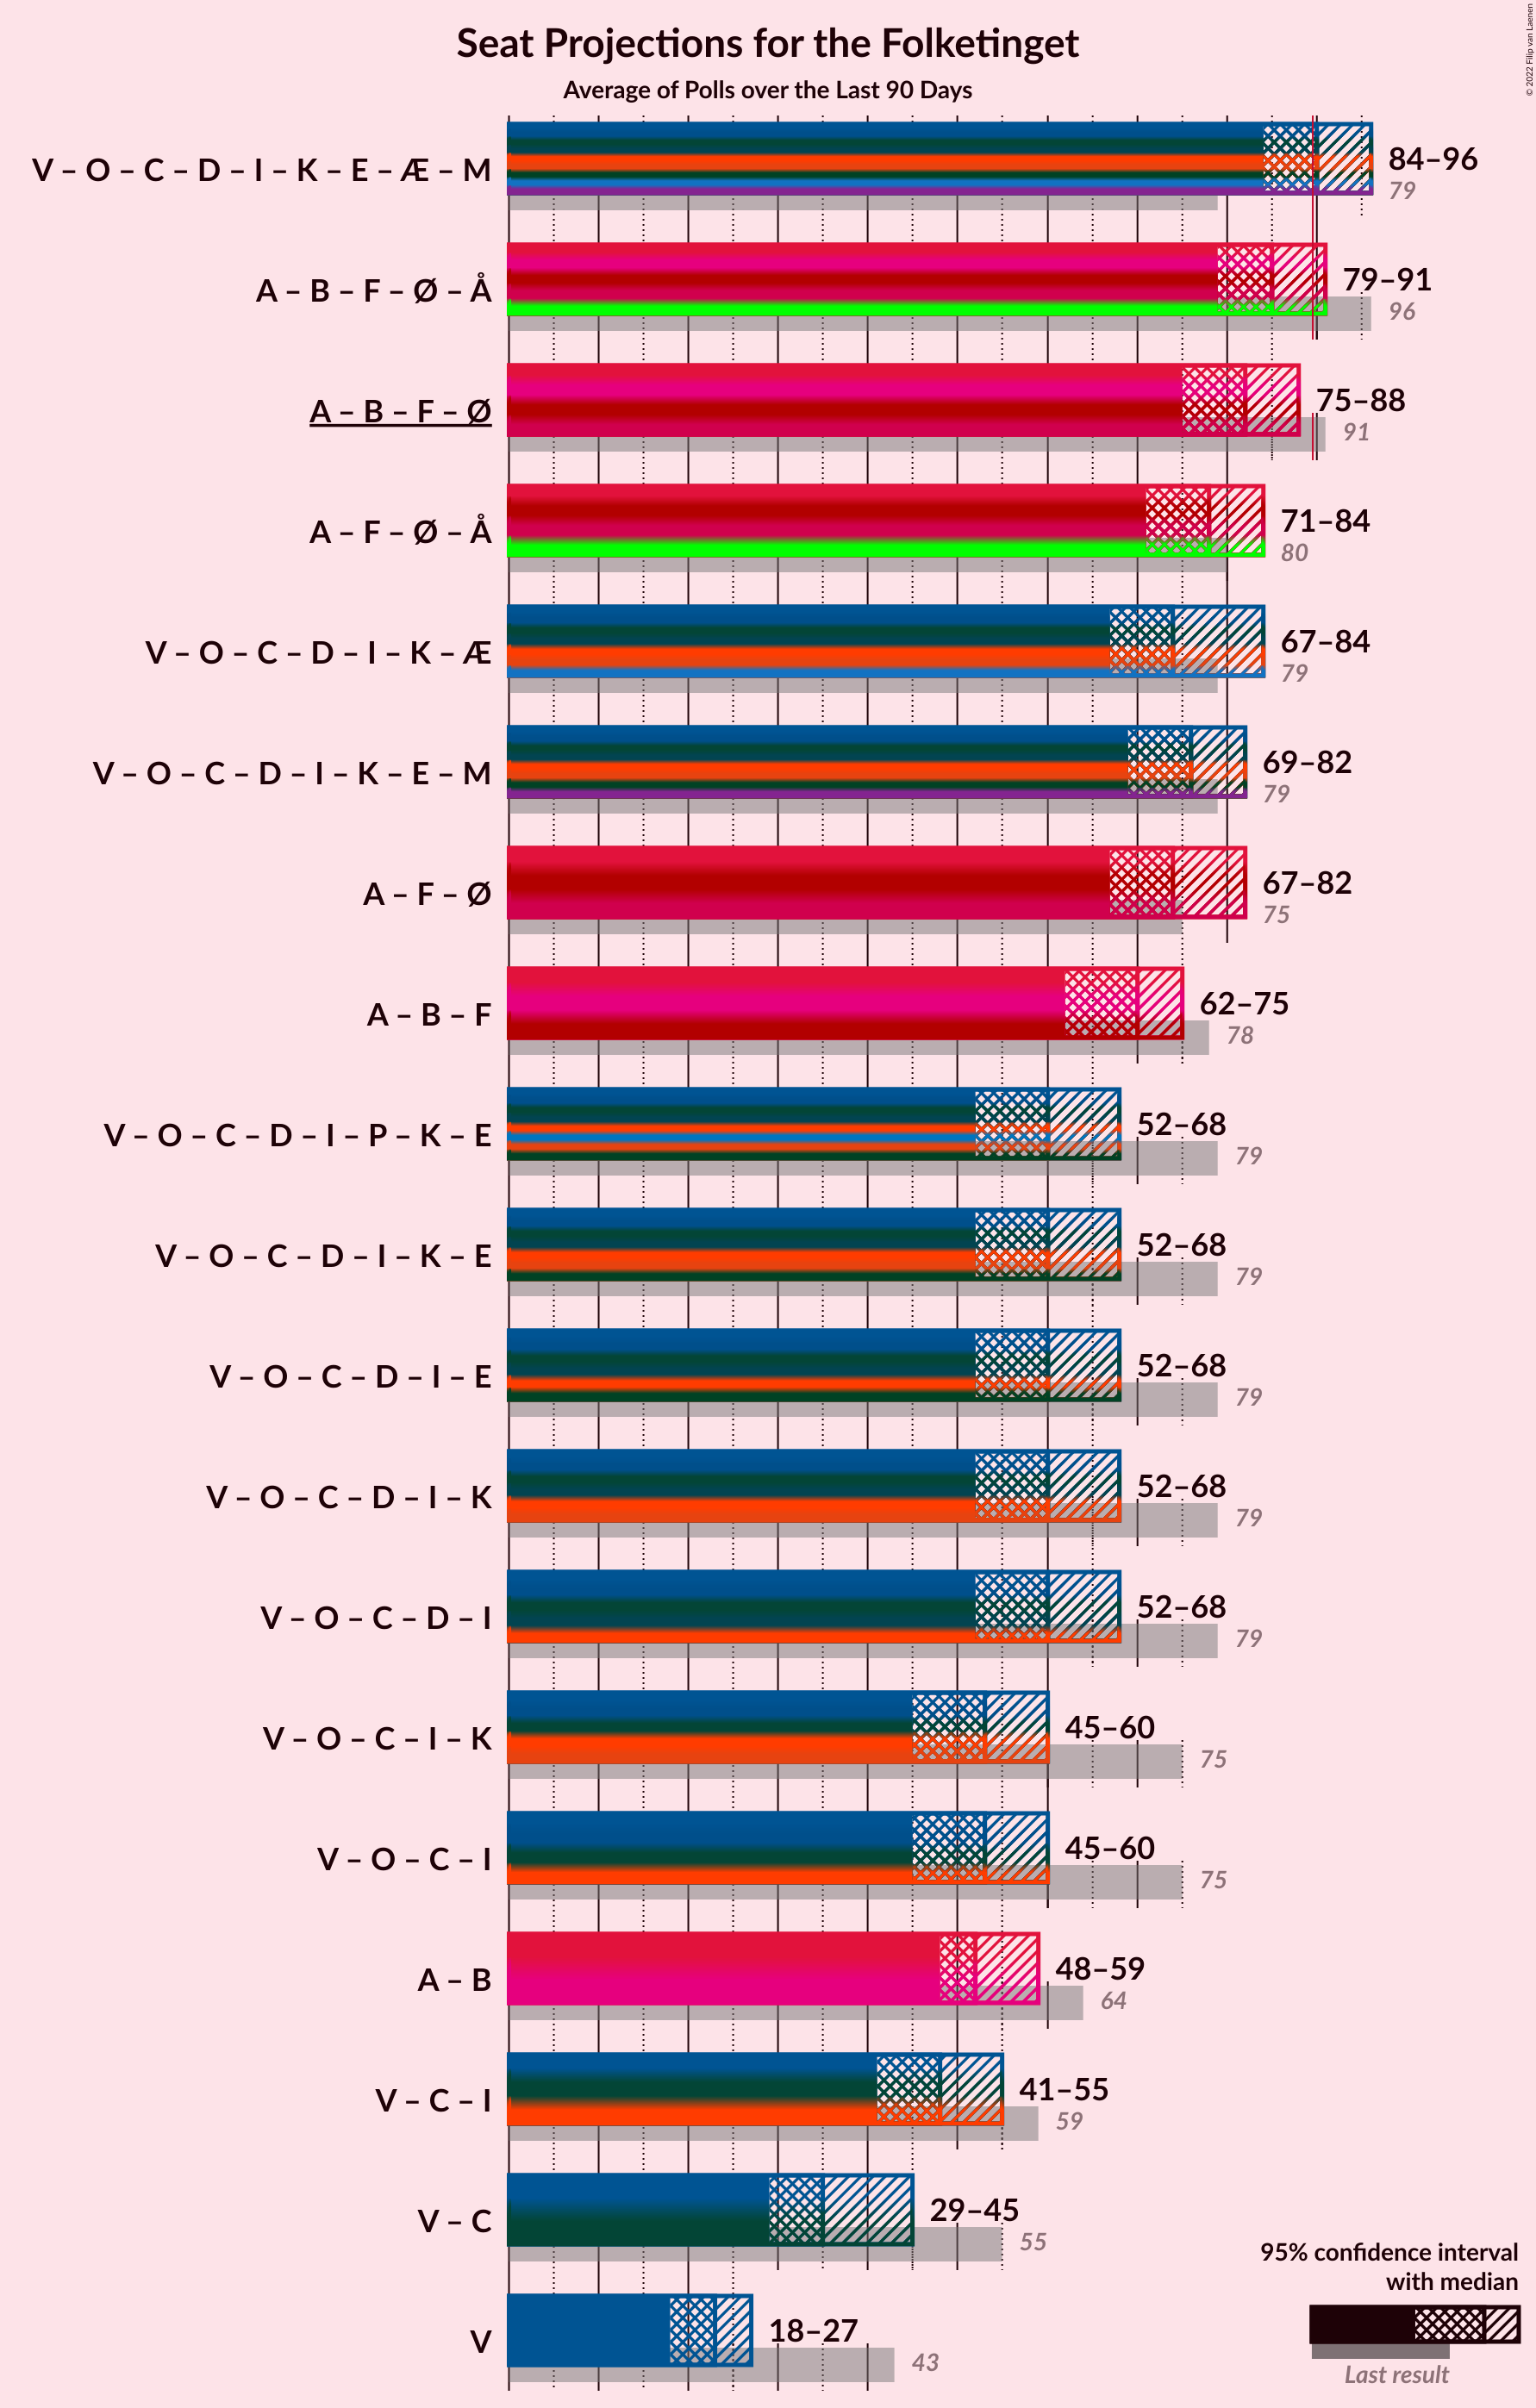 Seat Projections for the Folketinget
Average of Polls over the Last 90 Days
© 2022 Filip van Laenen
V – O – C – D – I – K – E – Æ – M
84–96
79
A – B – F – Ø – Å
79–91
96
A – B – F – Ø
75–88
91
A – F – Ø – Å
71–84
80
V – O – C – D – I – K – Æ
67–84
79
V – O – C – D – I – K – E – M
69–82
79
A – F – Ø
67–82
75
A – B – F
62–75
78
V – O – C – D – I – P – K – E
52–68
79
V – O – C – D – I – K – E
52–68
79
V – O – C – D – I – E
52–68
79
V – O – C – D – I – K
52–68
79
V – O – C – D – I
52–68
79
V – O – C – I – K
45–60
75
V – O – C – I
45–60
75
A – B
48–59
64
V – C – I
41–55
59
V – C
29–45
55
V
18–27
43
95% confidence interval
with median
Last result